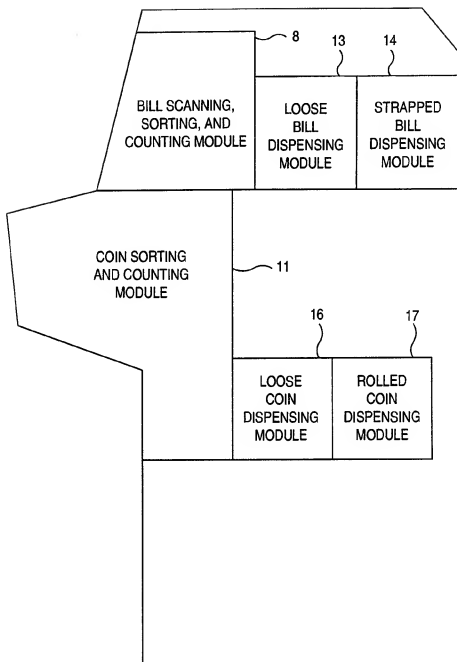 8
13
14
BILL SCANNING,
SORTING, AND
COUNTING MODULE
LOOSE
BILL
DISPENSING
MODULE
STRAPPED
BILL
DISPENSING
MODULE
COIN SORTING
AND COUNTING
MODULE
11
16
17
LOOSE
COIN
DISPENSING
MODULE
ROLLED
COIN
DISPENSING
MODULE